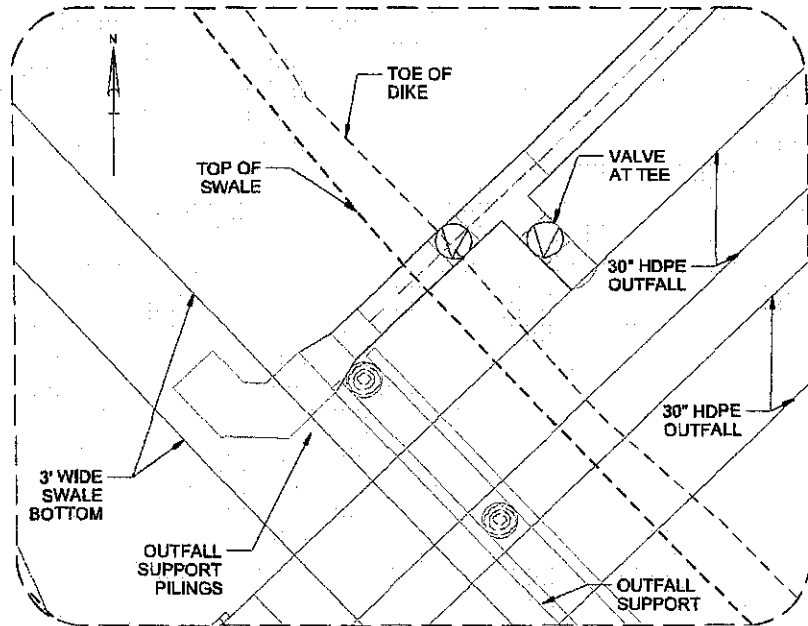 N
TOE OF
DIKE
TOP OF
SWALE
VALVE
AT TEE
30" HDPE
OUTFALL
30" HDPE
OUTFALL
3' WIDE
SWALE
BOTTOM
OUTFALL
SUPPORT
PILINGS
OUTFALL
SUPPORT